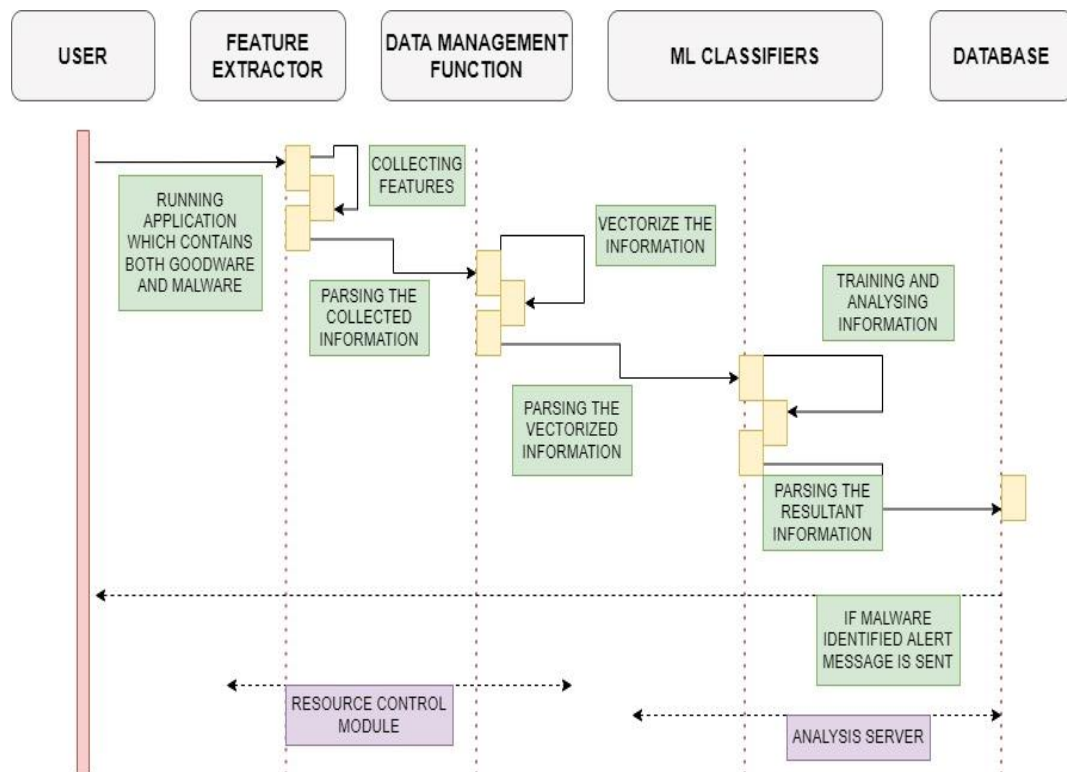 USER
FEATURE
EXTRACTOR
DATA MANAGEMENT
FUNCTION
ML CLASSIFIERS
DATABASE
COLLECTING
FEATURES
RUNNING
APPLICATION
WHICH CONTAINS
BOTH GOODWARE
AND MALWARE
VECTORIZE THE
INFORMATION
PARSING THE
COLLECTED
INFORMATION
TRAINING AND
ANALYSING
INFORMATION
PARSING THE
VECTORIZED
INFORMATION
PARSING THE
RESULTANT
INFORMATION
IF MALWARE
IDENTIFIED ALERT
MESSAGE IS SENT
RESOURCE CONTROL
MODULE
ANALYSIS SERVER